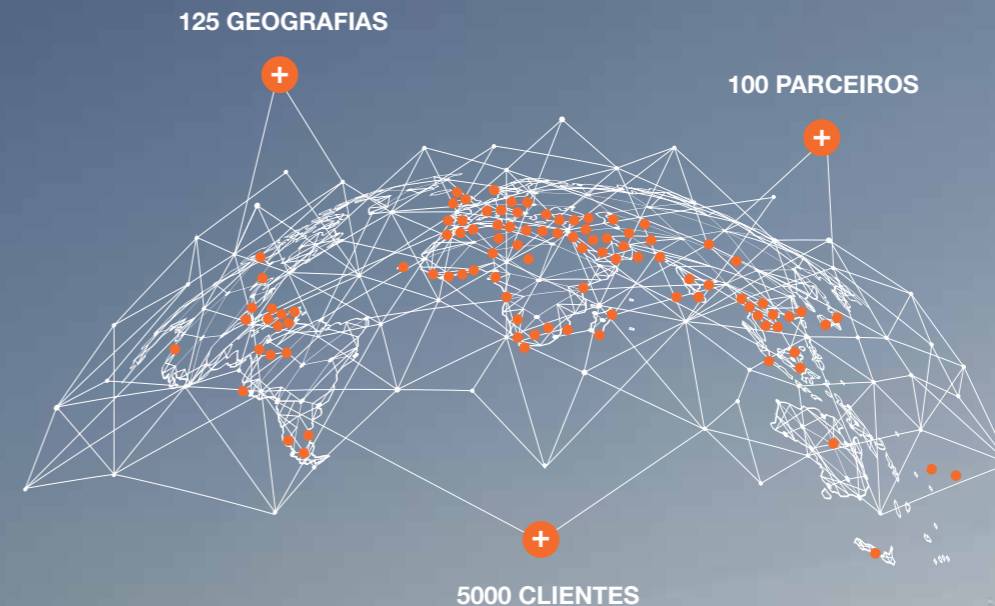 125 GEOGRAFIAS
+
100 PARCEIROS
+
+
5000 CLIENTES